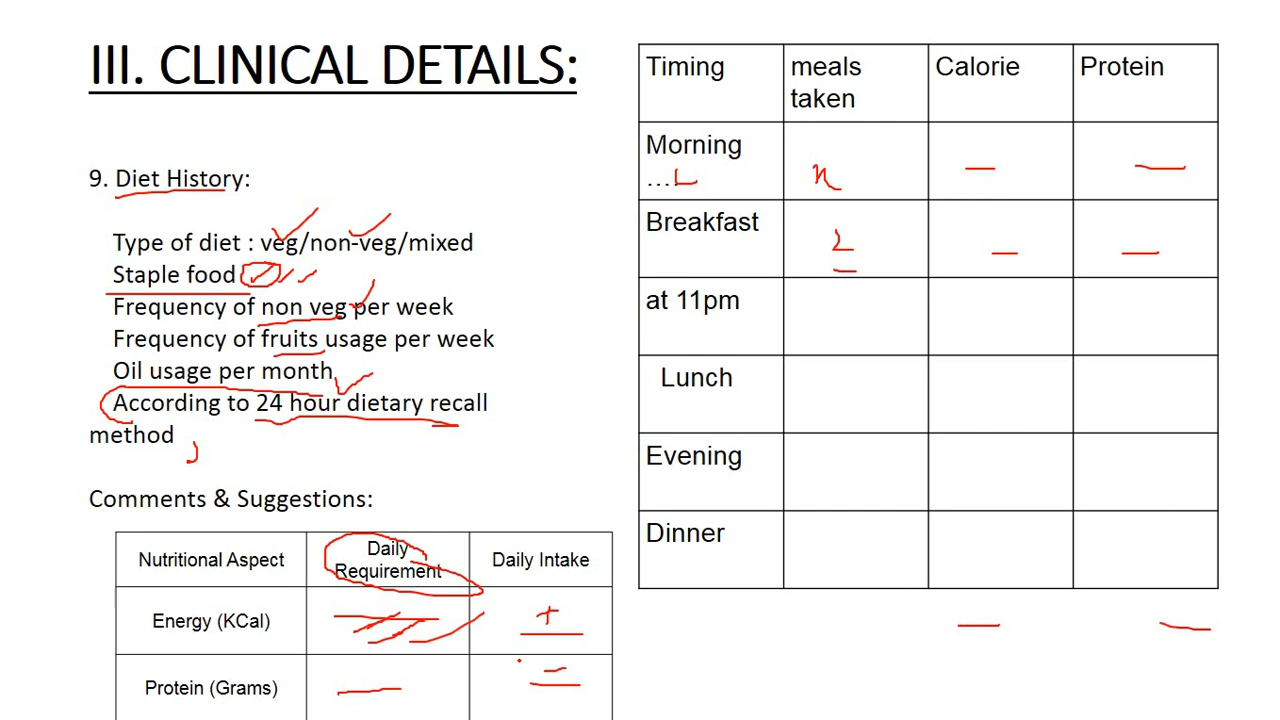 III. CLINICAL DETAILS:
9. Diet History:
Type of diet : veg/non-veg/mixed
Staple food
Frequency of non veg per week
Frequency of fruits usage per week
Oil usage per month
According to 24 hour dietary recall
method
Comments & Suggestions:
Nutritional Aspect
Daily
Requirement
Daily Intake
Energy (KCal)
+
Protein (Grams)
Timing
meals
taken
Calorie
Protein
Morning
....
Breakfast
2
at 11pm
Lunch
Evening
Dinner